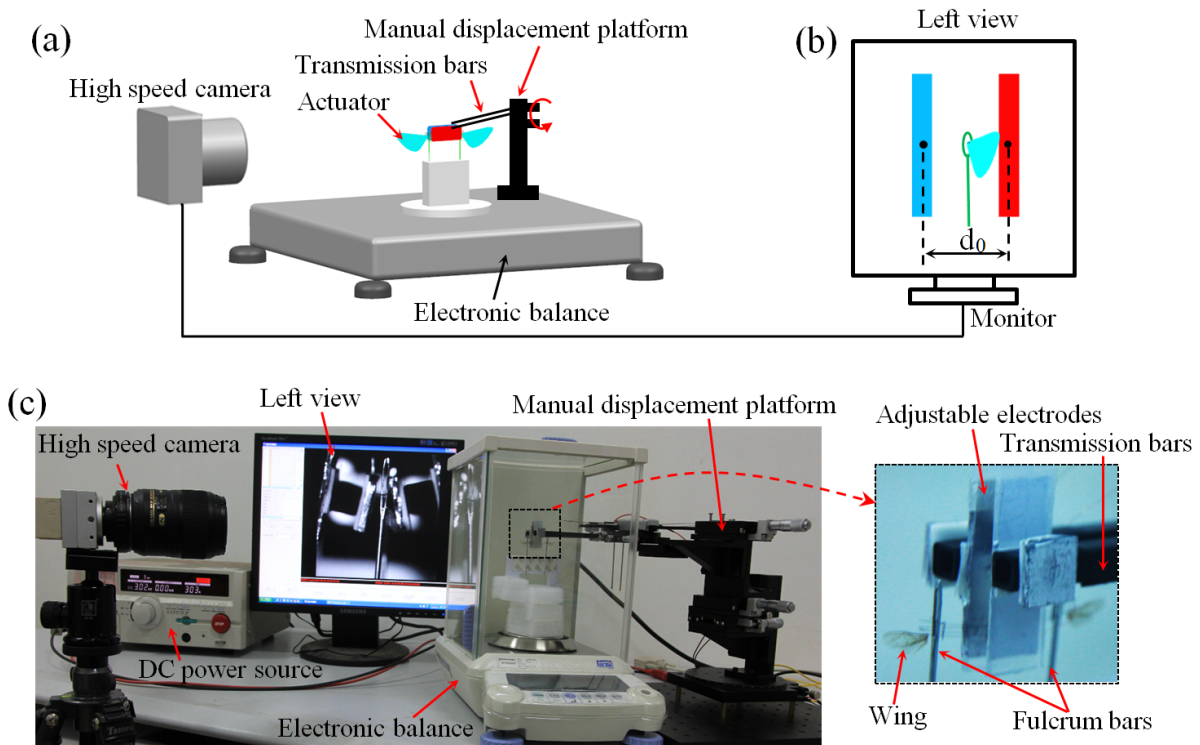 (a)
Manual displacement platform
Transmission bars
High speed camera
Actuator
Electronic balance
(b)
Left view
d0
Monitor
(c)
Left view
High speed camera
Manual displacement platform
Adjustable electrodes
Transmission bars
DC power source
Electronic balance
Wing
Fulcrum bars